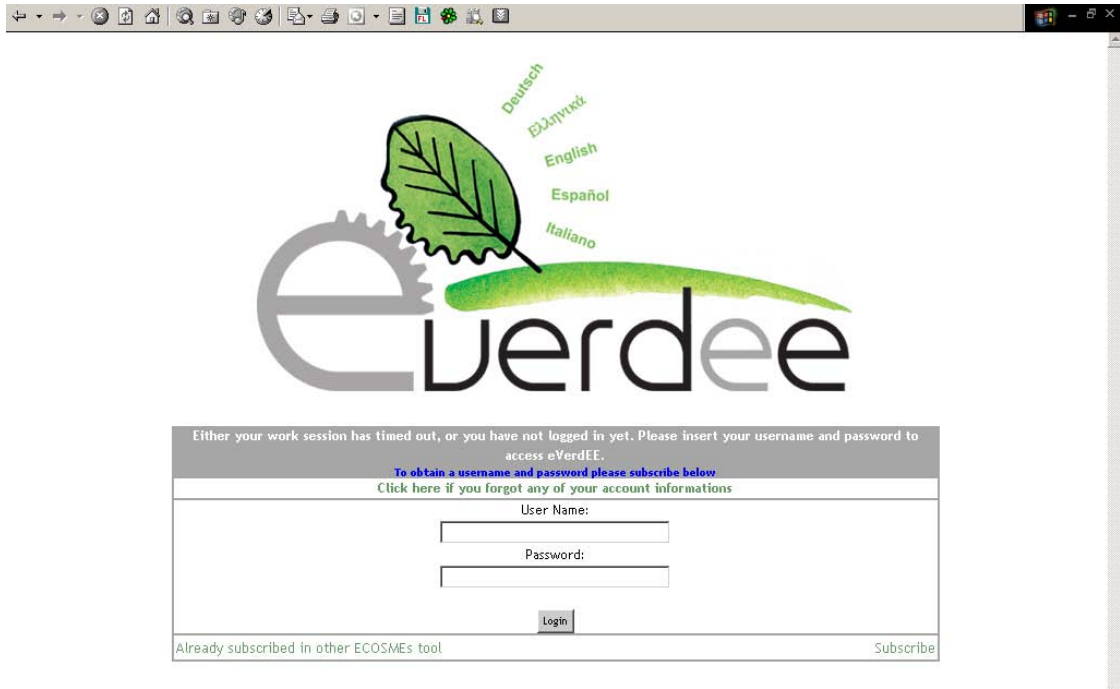 Deutsch
Ελληνικά
English
Español
Italiano
everdee
Either your work session has timed out, or you have not logged in yet. Please insert your username and password to
access eVerdEE.
To obtain a username and password please subscribe below
Click here if you forgot any of your account informations
User Name:
Password:
Login
Already subscribed in other ECOSMEs tool
Subscribe